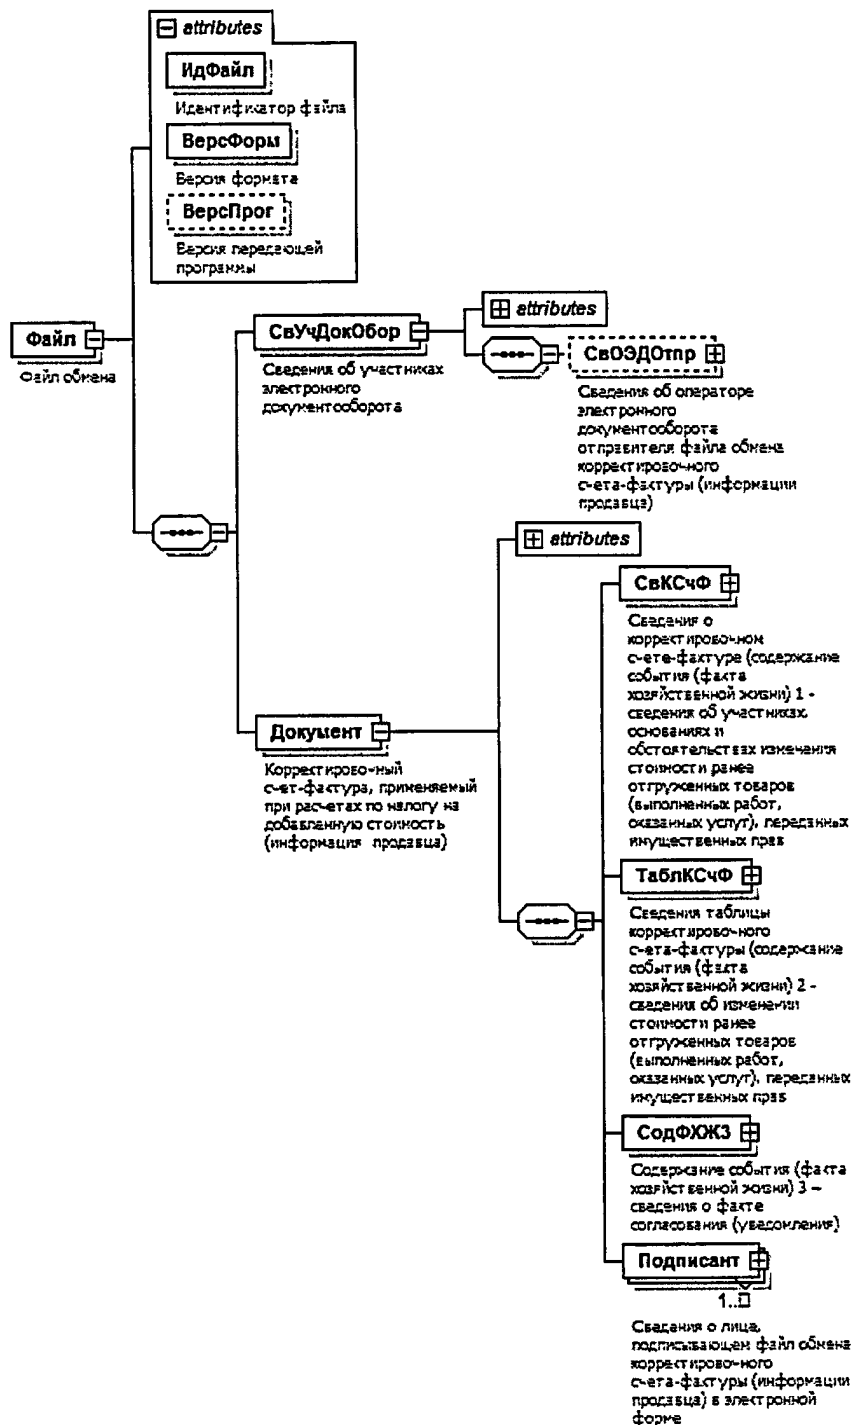 attributes
ИдФайл
Идентификатор файла
ВерсФорм
Версия формата
ВерсПрог
Версия передающей
программы
Файл
Файл обмена
СвУчДокОбор
Сведения об участниках
электронного
документооборота
attributes
СвОЭДОтпр
Сведения об операторе
электронного
документооборота
отправителя файла обмена
корректировочного
счета-фактуры (информации
продавца)
attributes
СвКСчФ
Сведения о
корректировочном
счете-фактуре (содержание
события (факта
хозяйственной жизни) 1 -
сведения об участниках,
основаниях и
обстоятельствах изменения
стоимости ранее
отгруженных товаров
(выполненных работ,
оказанных услуг), переданных
имущественных прав
Документ
Корректировочный
счет-фактура, применяемый
при расчетах по налогу на
добавленную стоимость
(информация продавца)
ТаблКСчФ
Сведения таблицы
корректировочного
счета-фактуры (содержание
события (факта
хозяйственной жизни) 2 -
сведения об изменении
стоимости ранее
отгруженных товаров
(выполненных работ,
оказанных услуг), переданных
имущественных прав
СодФХЖ3
Содержание события (факта
хозяйственной жизни) 3 –
сведения о факте
согласования (уведомления)
Подписант
1..□
Сведения о лице,
подписывающем файл обмена
корректировочного
счета-фактуры (информации
продавца) в электронной
форме